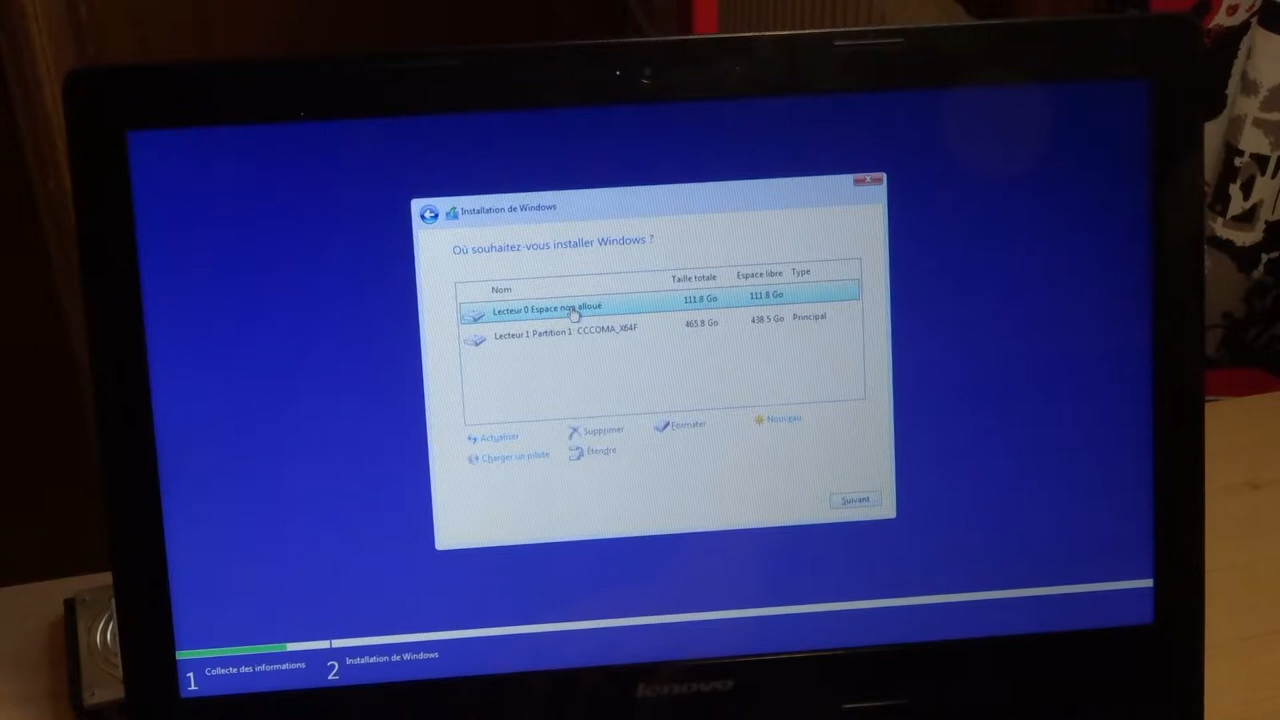 Installation de Windows
Où souhaitez-vous installer Windows ?
Nom Taille totale Espace libre Type
Lecteur 0 Espace non alloué 111.8 Go 111.8 Go
Lecteur 1 Partition 1: CCCOMA_X64F 465.8 Go 438.5 Go Principal
Actualiser Supprimer Formater Nouveau
Charger un pilote Étendre
Suivant
1 Collecte des informations 2 Installation de Windows
lenovo